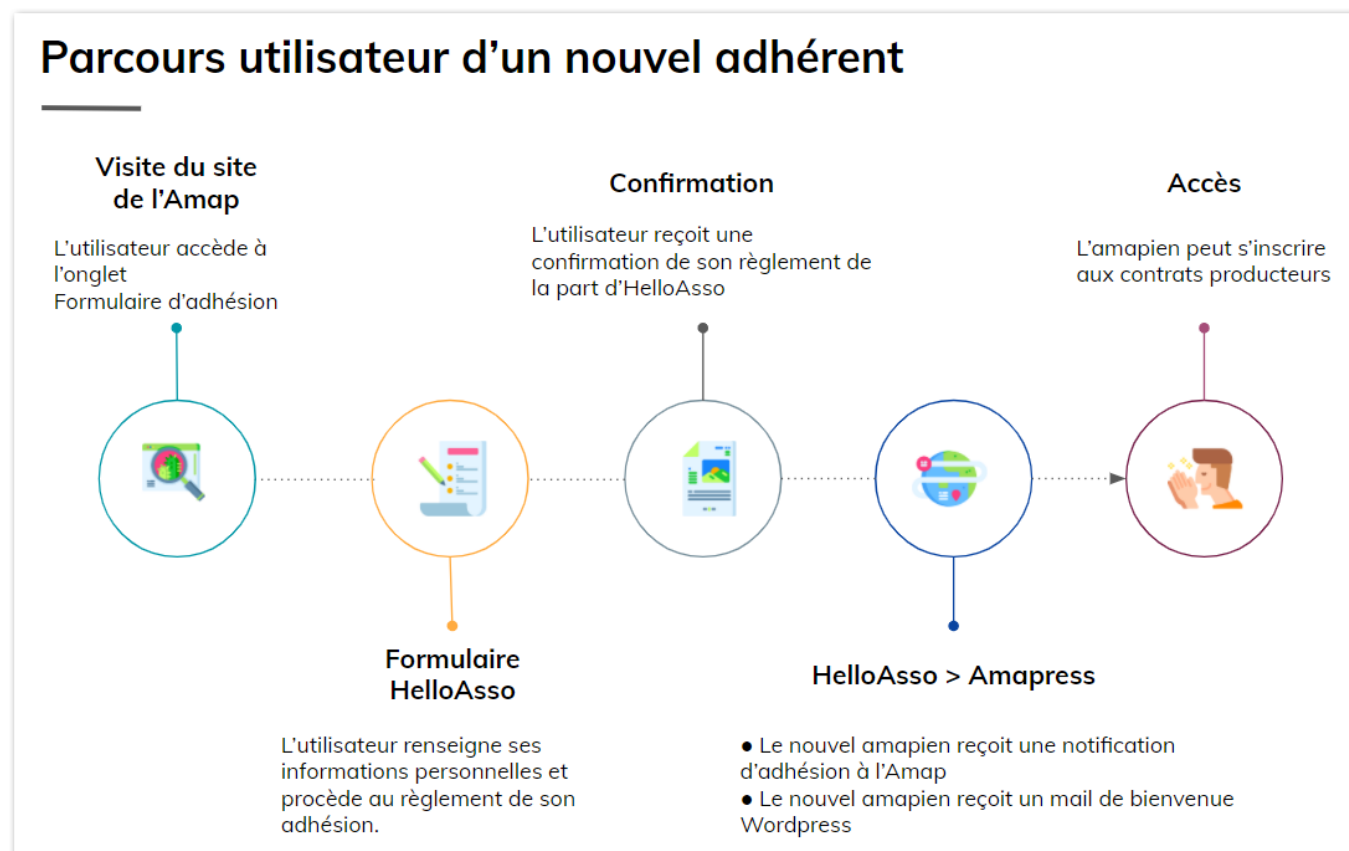 Parcours utilisateur d’un nouvel adhérent
Visite du site
de l’Amap
L’utilisateur accède à
l’onglet
Formulaire d’adhésion
Formulaire
HelloAsso
L’utilisateur renseigne ses
informations personnelles et
procède au règlement de son
adhésion.
Confirmation
L’utilisateur reçoit une
confirmation de son règlement de
la part d’HelloAsso
HelloAsso > Amapress
● Le nouvel amapien reçoit une notification
d’adhésion à l’Amap
● Le nouvel amapien reçoit un mail de bienvenue
Wordpress
Accès
L’amapien peut s’inscrire
aux contrats producteurs